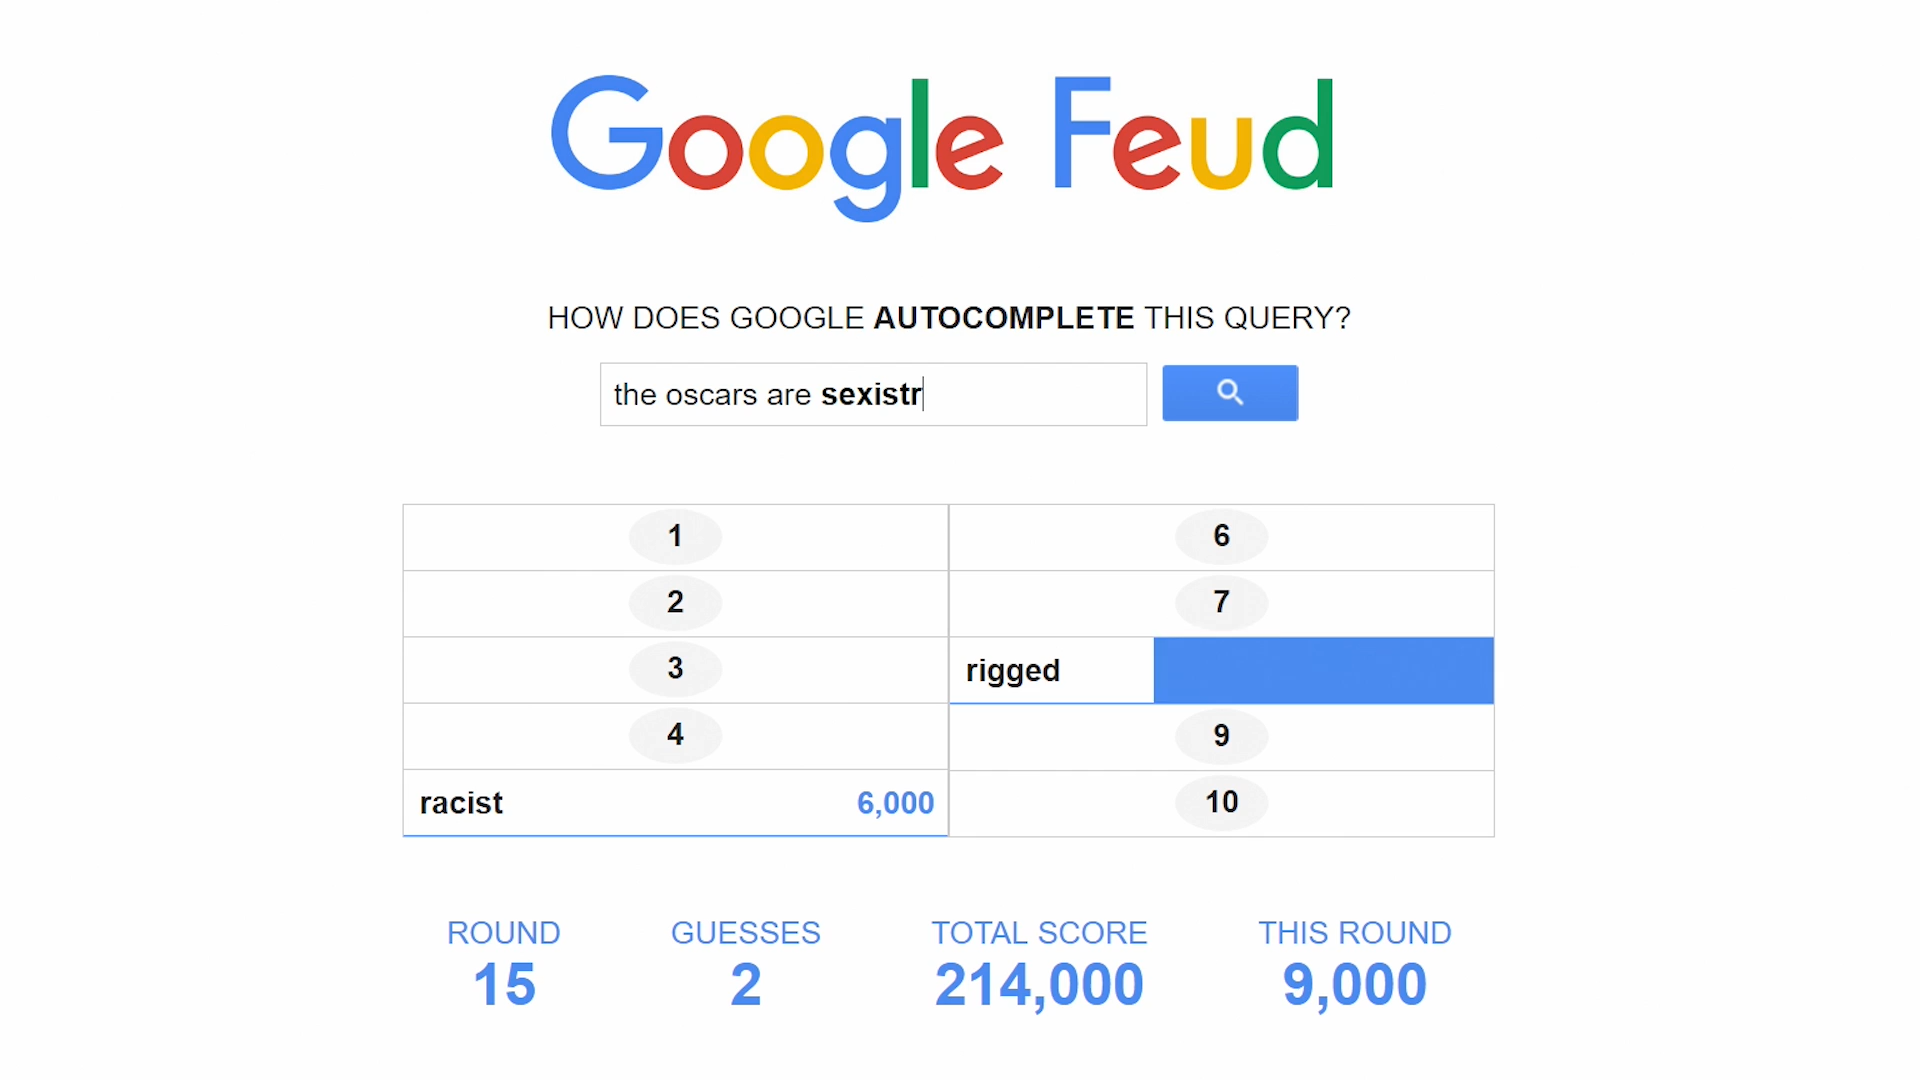 Google Feud
HOW DOES GOOGLE AUTOCOMPLETE THIS QUERY?
the oscars are sexistr
1
2
3
4
racist 6,000
6
7
rigged
9
10
ROUND GUESSES TOTAL SCORE THIS ROUND
15 2 214,000 9,000